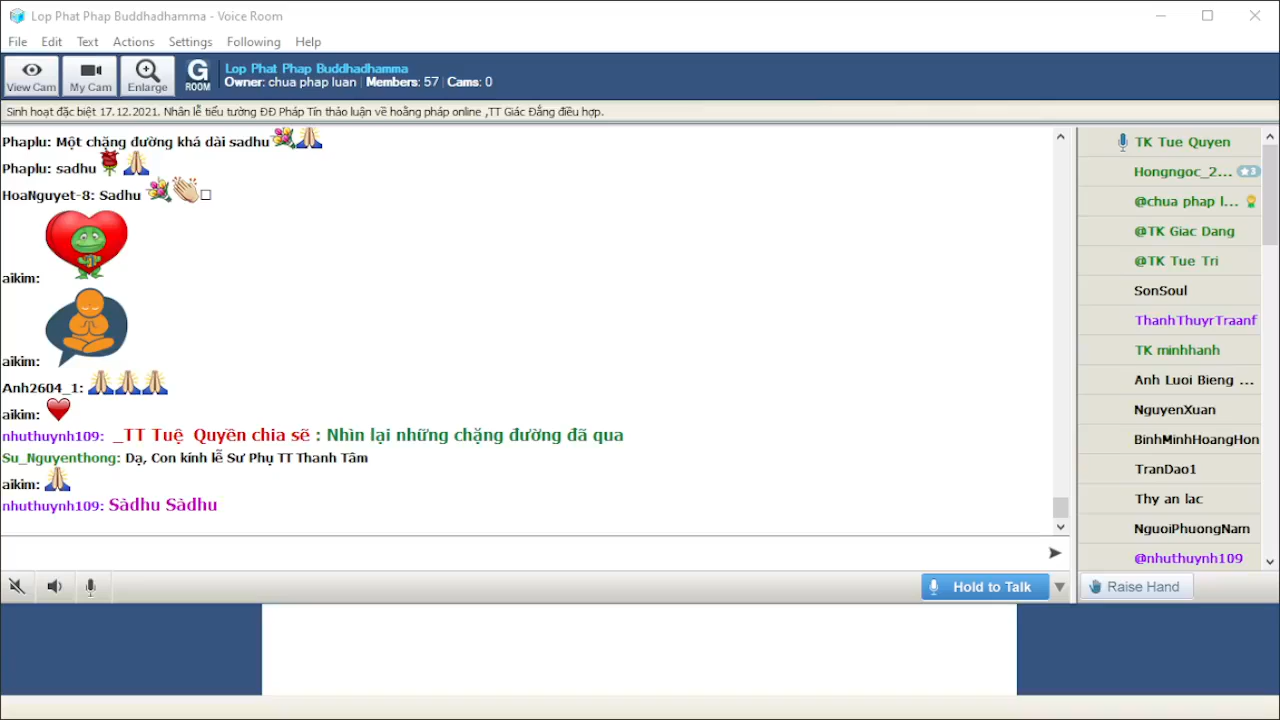 Lop Phat Phap Buddhadhamma - Voice Room
File Edit Text Actions Settings Following Help
View Cam
My Cam
Enlarge
G ROOM
Lop Phat Phap Buddhadhamma
Owner: chua phap luan | Members: 57 | Cams: 0
Sinh hoạt đặc biệt 17.12.2021. Nhân lễ tiểu tường ĐĐ Pháp Tín thảo luận về hoằng pháp online ,TT Giác Đẳng điều hợp.
Phaplu: Một chặng đường khá dài sadhu
Phaplu: sadhu
HoaNguyet-8: Sadhu
aikim:
aikim:
Anh2604_1:
aikim:
nhuthuynh109: _TT Tuệ Quyền chia sẽ : Nhìn lại những chặng đường đã qua
Su_Nguyenthong: Dạ, Con kính lễ Sư Phụ TT Thanh Tâm
aikim:
nhuthuynh109: Sàdhu Sàdhu
TK Tue Quyen
Hongngoc_2... ★3
@chua phap l...
@TK Giac Dang
@TK Tue Tri
SonSoul
ThanhThuyrTraanf
TK minhhanh
Anh Luoi Bieng ...
NguyenXuan
BinhMinhHoangHon
TranDao1
Thy an lac
NguoiPhuongNam
@nhuthuynh109
Hold to Talk
Raise Hand